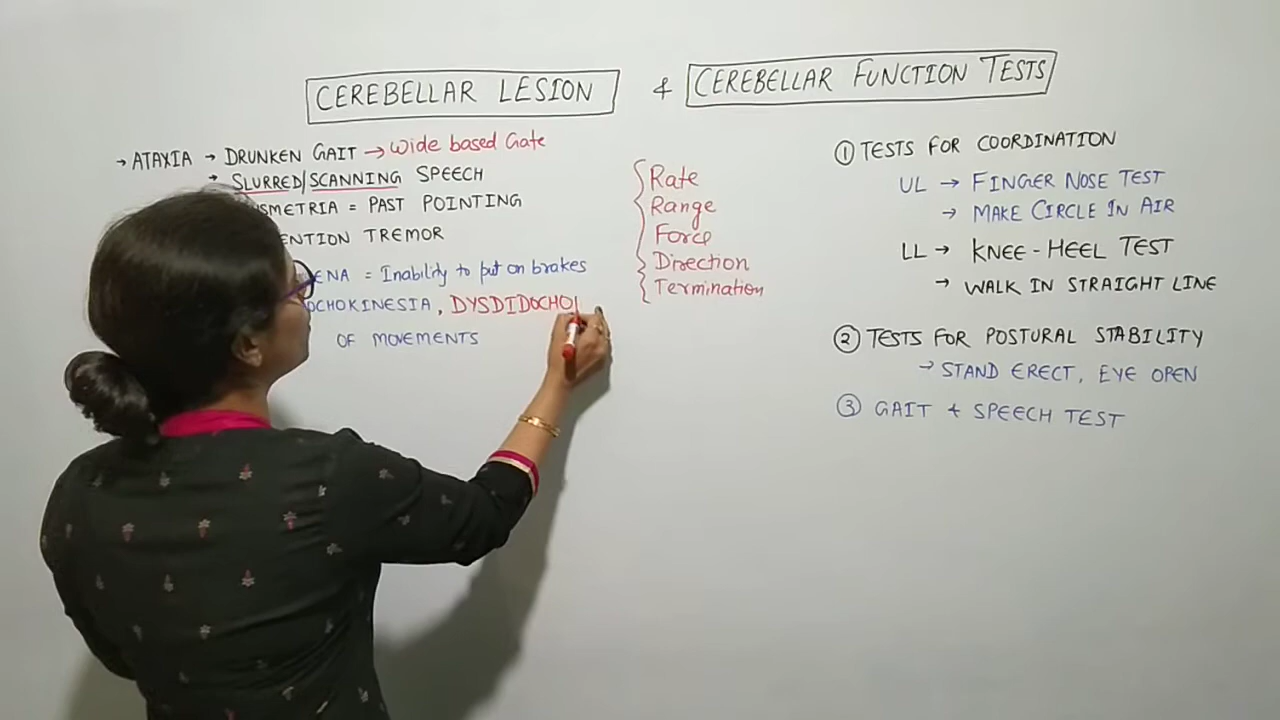 CEREBELLAR LESION & CEREBELLAR FUNCTION TESTS
→ ATAXIA → DRUNKEN GAIT → Wide based Gate
→ SLURRED/SCANNING SPEECH
SMETRIA = PAST POINTING
ENTION TREMOR
ENA = Inability to put on brakes
OCHOKINESIA, DYSDIDOCHO
OF MOVEMENTS
Rate
Range
Force
Direction
Termination
① TESTS FOR COORDINATION
UL → FINGER NOSE TEST
→ MAKE CIRCLE IN AIR
LL → KNEE-HEEL TEST
→ WALK IN STRAIGHT LINE
② TESTS FOR POSTURAL STABILITY
→ STAND ERECT, EYE OPEN
③ GAIT & SPEECH TEST